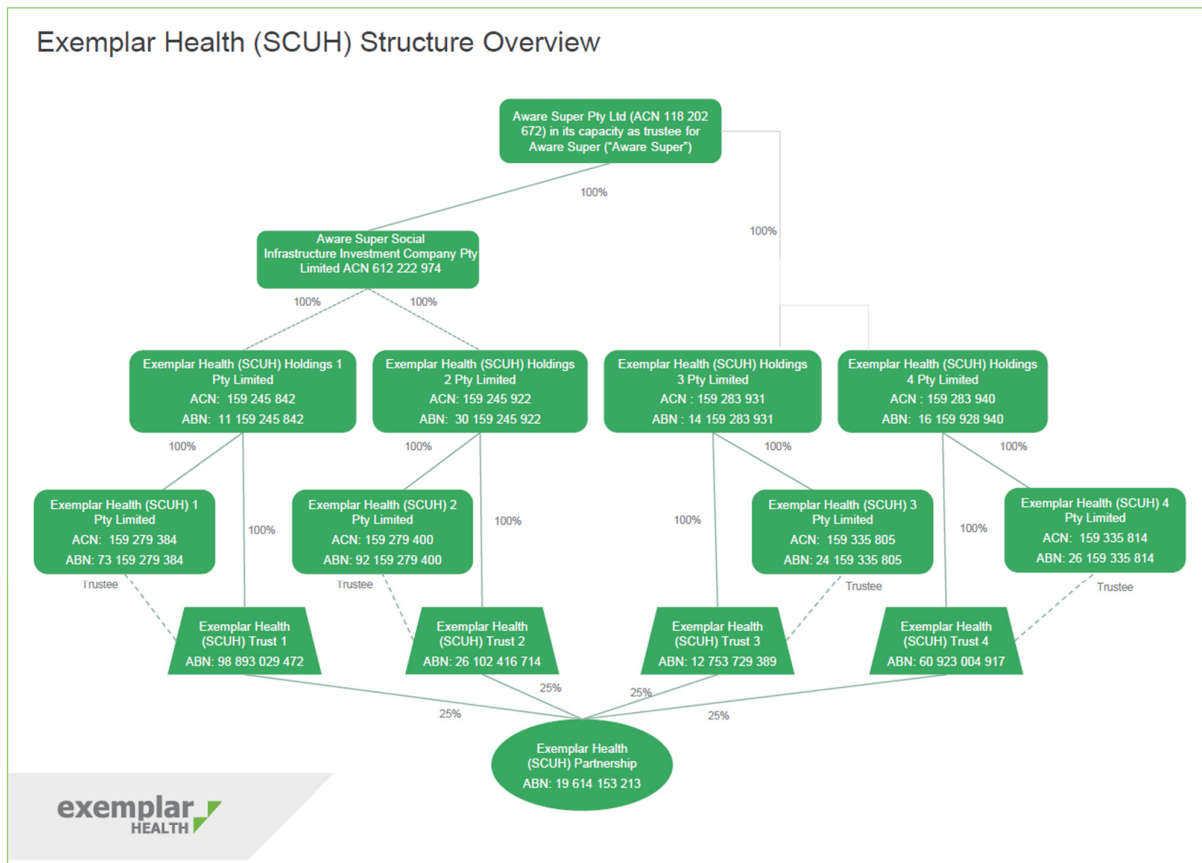 Exemplar Health (SCUH) Structure Overview
Aware Super Pty Ltd (ACN 118 202
672) in its capacity as trustee for
Aware Super (“Aware Super”)
100%
100%
Aware Super Social
Infrastructure Investment Company Pty
Limited ACN 612 222 974
100%
100%
Exemplar Health (SCUH) Holdings 1
Pty Limited
ACN: 159 245 842
ABN: 11 159 245 842
Exemplar Health (SCUH) Holdings
2 Pty Limited
ACN: 159 245 922
ABN: 30 159 245 922
Exemplar Health (SCUH) Holdings
3 Pty Limited
ACN : 159 283 931
ABN : 14 159 283 931
Exemplar Health (SCUH) Holdings
4 Pty Limited
ACN : 159 283 940
ABN: 16 159 928 940
100%
100%
100%
100%
Exemplar Health (SCUH) 1
Pty Limited
ACN: 159 279 384
ABN: 73 159 279 384
100%
Exemplar Health (SCUH) 2
Pty Limited
ACN: 159 279 400
ABN: 92 159 279 400
100%
100%
Exemplar Health (SCUH) 3
Pty Limited
ACN: 159 335 805
ABN: 24 159 335 805
100%
Exemplar Health (SCUH) 4
Pty Limited
ACN: 159 335 814
ABN: 26 159 335 814
Trustee
Trustee
Trustee
Trustee
Exemplar Health
(SCUH) Trust 1
ABN: 98 893 029 472
Exemplar Health
(SCUH) Trust 2
ABN: 26 102 416 714
Exemplar Health
(SCUH) Trust 3
ABN: 12 753 729 389
Exemplar Health
(SCUH) Trust 4
ABN: 60 923 004 917
25%
25%
25%
25%
Exemplar Health
(SCUH) Partnership
ABN: 19 614 153 213
exemplar
HEALTH